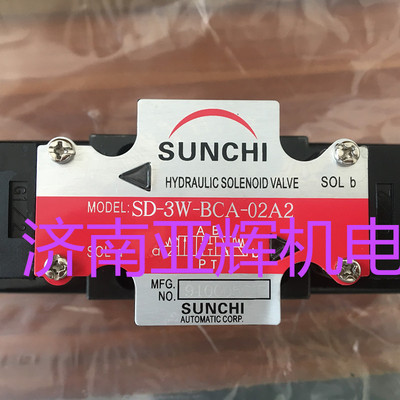 SUNCHI
HYDRAULIC SOLENOID VALVE
SOL b
MODEL: SD-3W-BCA-02A2
A B
济南亚辉机电
SOL
P T
MFG.
NO.
SUNCHI
AUTOMATIC CORP.